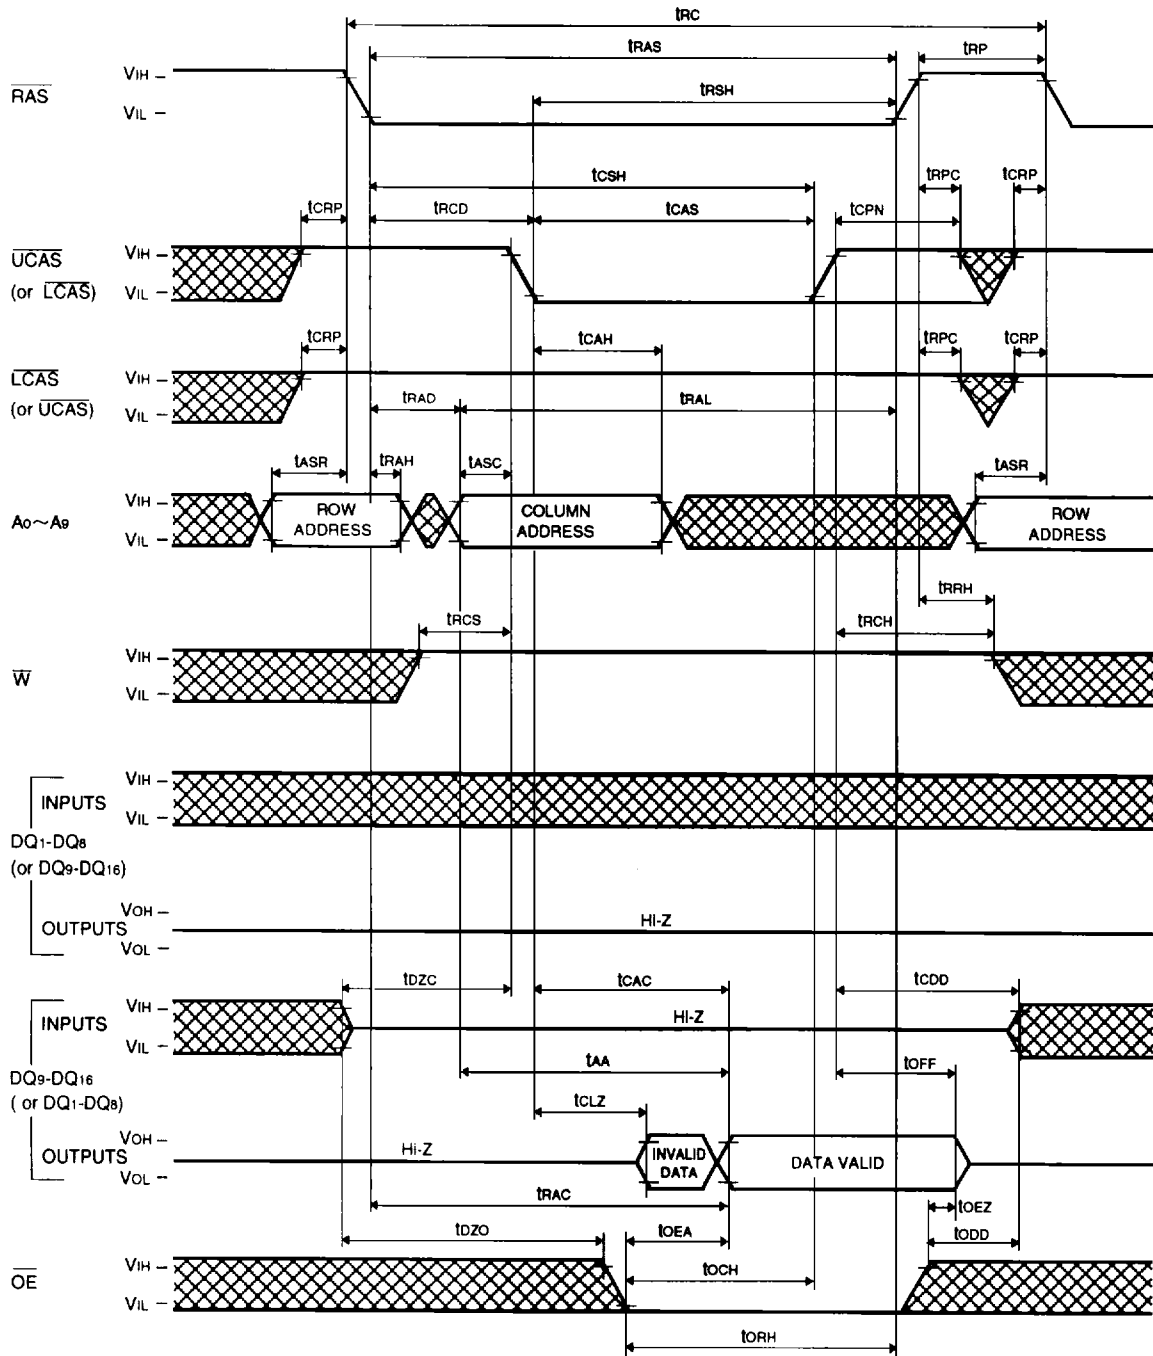 tRC
tRAS tRP
VIH
RAS tRSH
VIL
tCSH
tRPC tCRP
tCRP tRCD tCAS tCPN
VIH
UCAS
(or LCAS) VIL
tCRP tCAH tRPC tCRP
VIH
LCAS
(or UCAS) VIL tRAD tRAL
tASR tRAH tASC tASR
VIH
A0~A9 ROW ADDRESS COLUMN ADDRESS ROW ADDRESS
VIL
tRRH
tRCS tRCH
VIH
W
VIL
VIH
INPUTS
VIL
DQ1-DQ8
(or DQ9-DQ16)
VOH
OUTPUTS HI-Z
VOL
tDZC tCAC tCDD
VIH
INPUTS HI-Z
VIL
tAA tOFF
DQ9-DQ16
( or DQ1-DQ8)
tCLZ
VOH
OUTPUTS Hi-Z INVALID DATA DATA VALID
VOL
tRAC tOEZ
tDZO tOEA tODD
VIH
OE tOCH
VIL
tORH